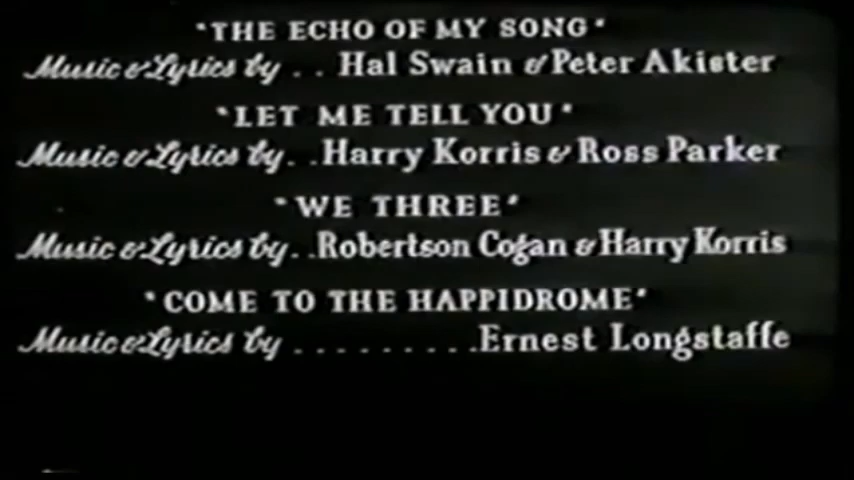 "THE ECHO OF MY SONG"
Music & Lyrics by . . Hal Swain & Peter Akister
"LET ME TELL YOU"
Music & Lyrics by. . Harry Korris & Ross Parker
"WE THREE"
Music & Lyrics by. . Robertson Cogan & Harry Korris
"COME TO THE HAPPIDROME"
Music & Lyrics by . . . . . . . . . . Ernest Longstaffe